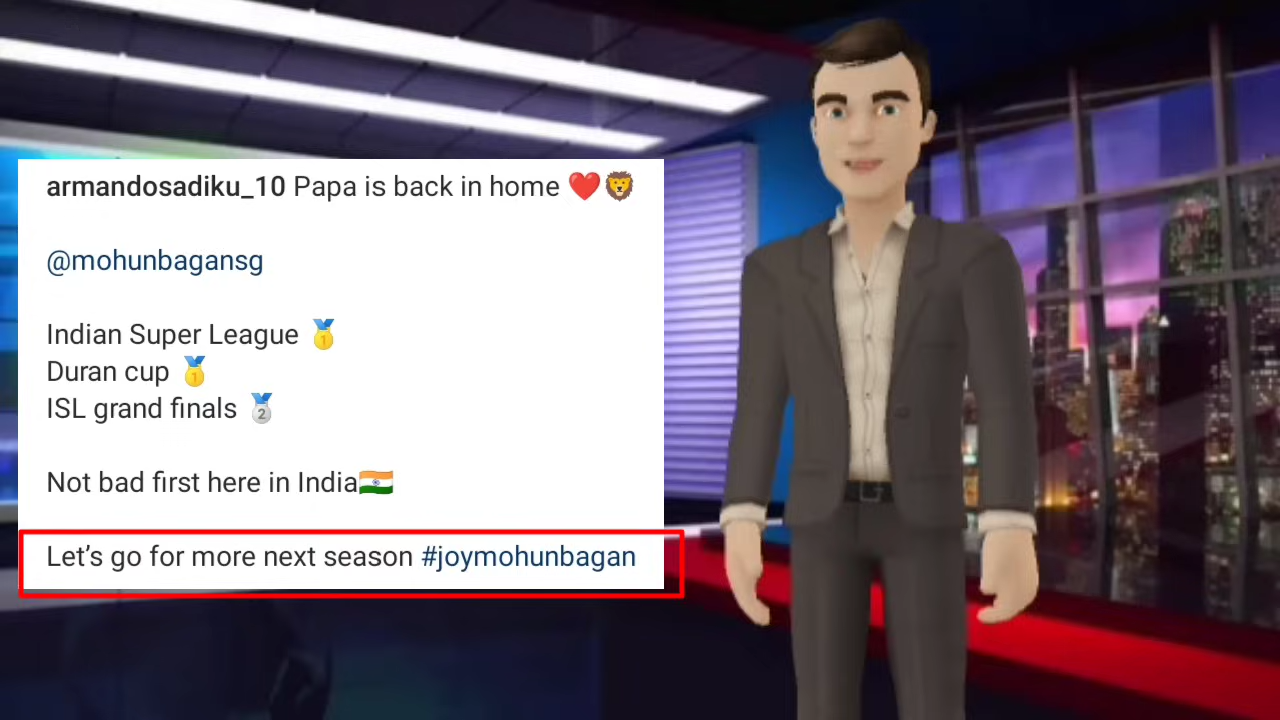 armandosadiku_10 Papa is back in home ❤️🦁
@mohunbagansg
Indian Super League 🥇
Duran cup 🥇
ISL grand finals 🥈
Not bad first here in India🇮🇳
Let’s go for more next season #joymohunbagan